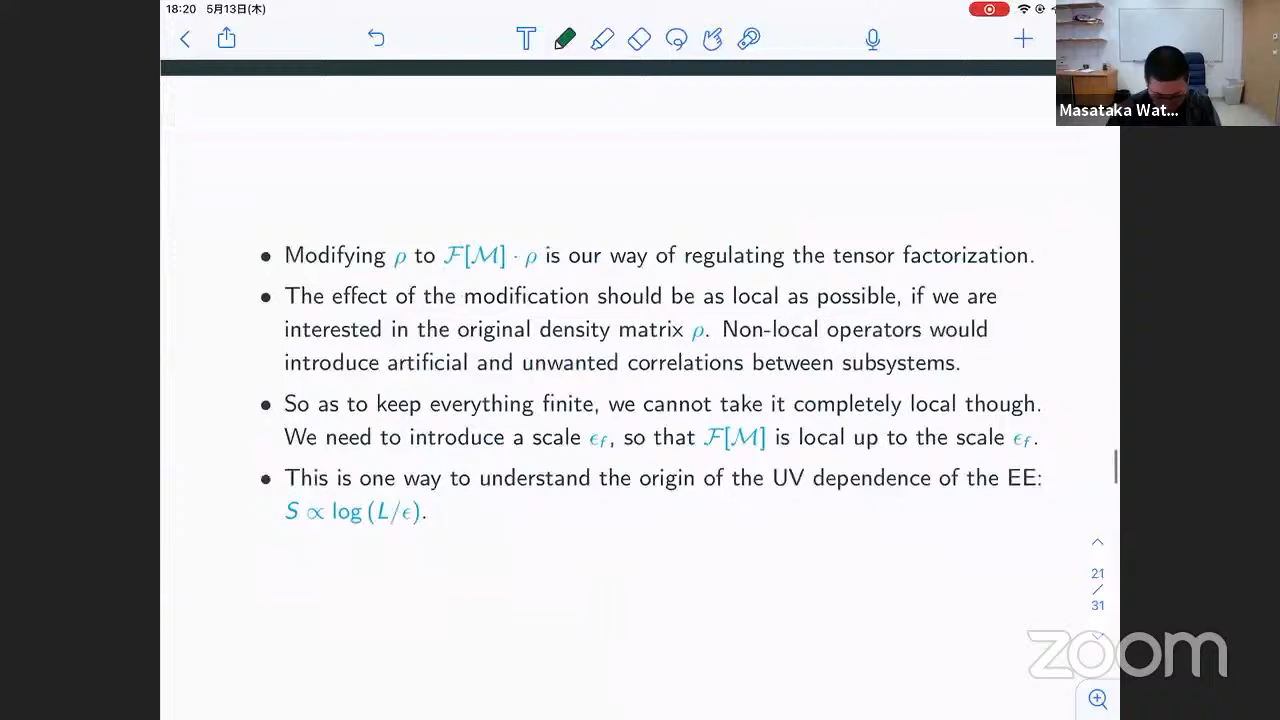 18:20 5月13日(木)
Masataka Wat...
● Modifying ρ to ℱ[ℳ] · ρ is our way of regulating the tensor factorization.
● The effect of the modification should be as local as possible, if we are
interested in the original density matrix ρ. Non-local operators would
introduce artificial and unwanted correlations between subsystems.
● So as to keep everything finite, we cannot take it completely local though.
We need to introduce a scale ϵ_f, so that ℱ[ℳ] is local up to the scale ϵ_f.
● This is one way to understand the origin of the UV dependence of the EE:
S ∝ log (L/ϵ).
21
/
31
zoom